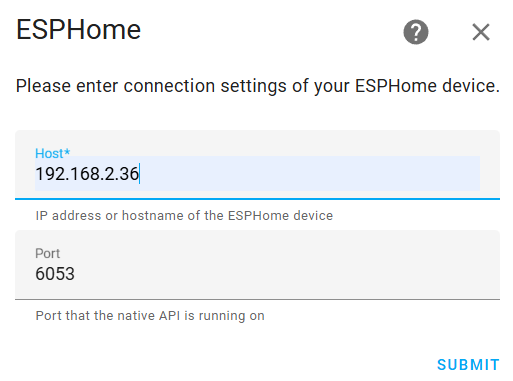 ESPHome
Please enter connection settings of your ESPHome device.
Host*
192.168.2.36
IP address or hostname of the ESPHome device
Port
6053
Port that the native API is running on
SUBMIT